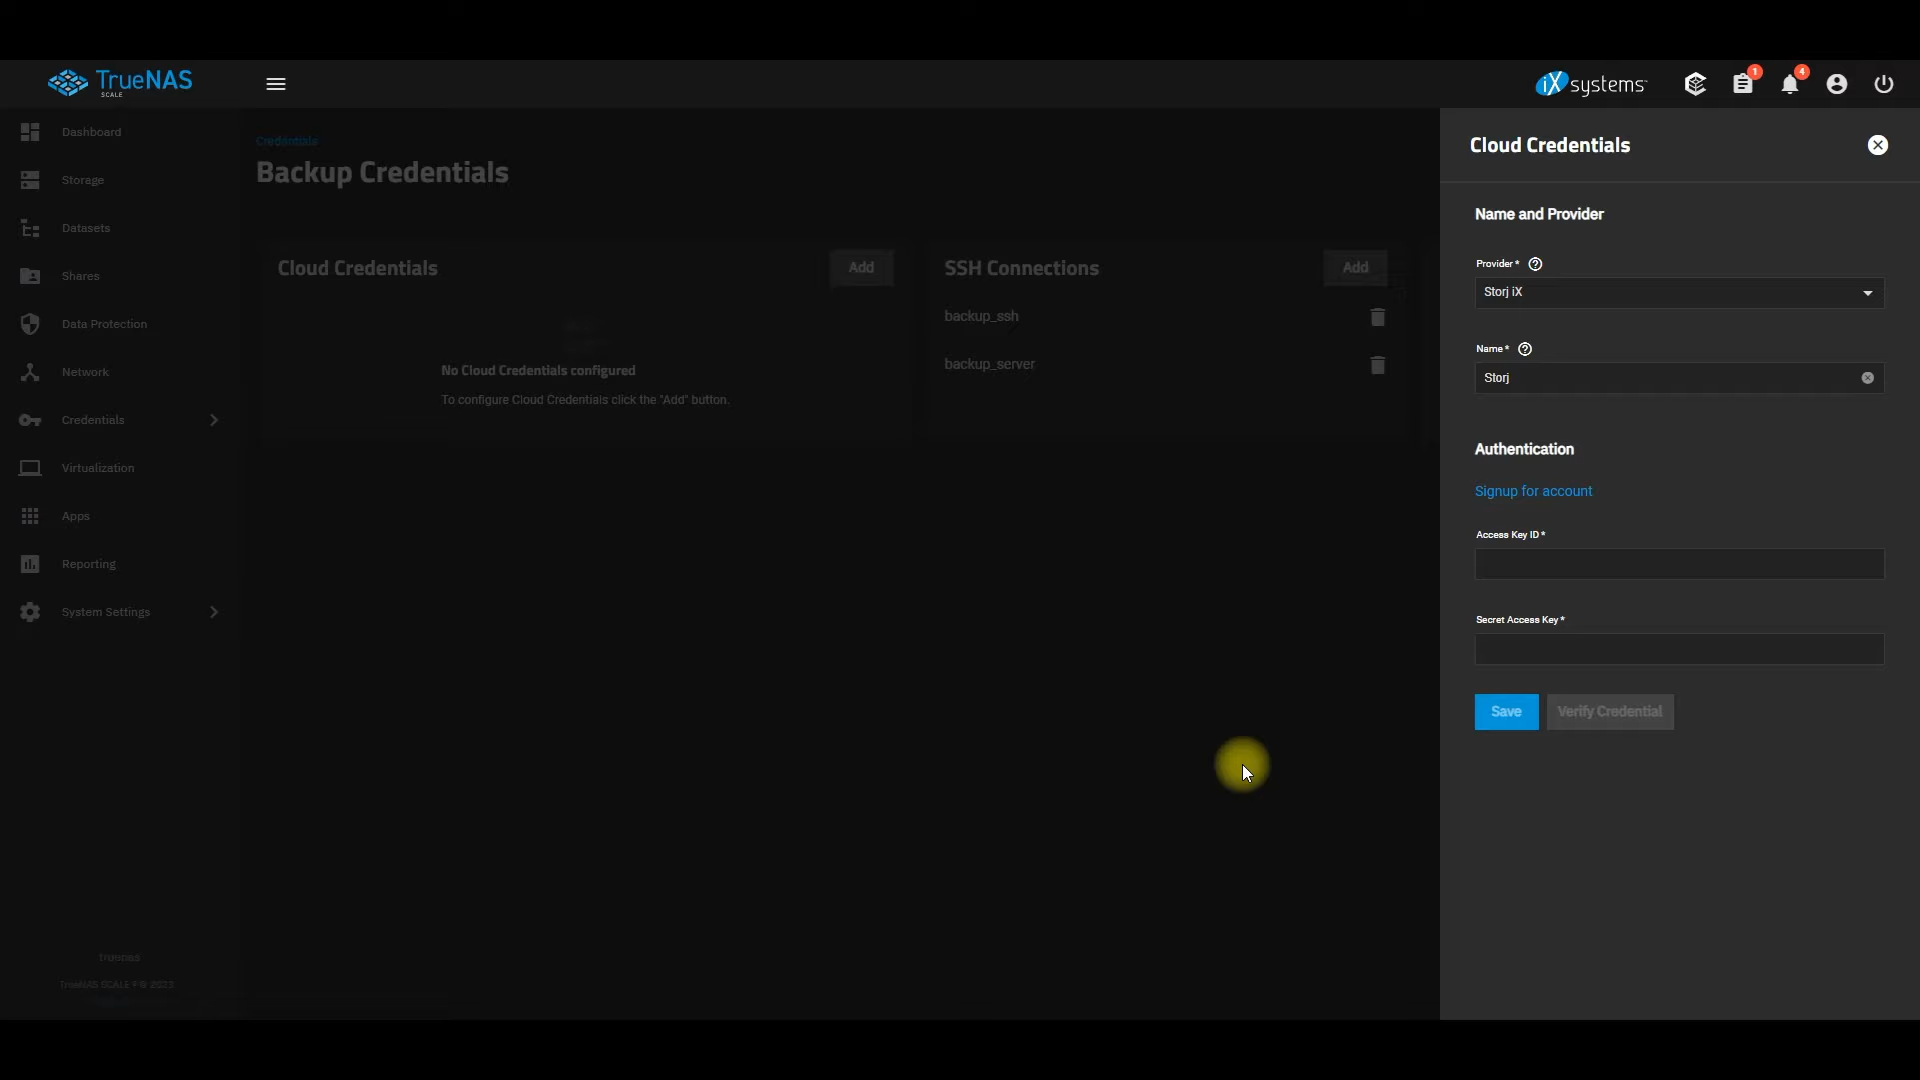 TrueNAS
SCALE
iXsystems
1
4
Dashboard
Storage
Datasets
Shares
Data Protection
Network
Credentials
Virtualization
Apps
Reporting
System Settings
truenas
TrueNAS SCALE ® © 2023
Credentials
Backup Credentials
Cloud Credentials
Add
No Cloud Credentials configured
To configure Cloud Credentials click the "Add" button.
SSH Connections
Add
backup_ssh
backup_server
Cloud Credentials
Name and Provider
Provider *
Storj iX
Name *
Storj
Authentication
Signup for account
Access Key ID *
Secret Access Key *
Save
Verify Credential